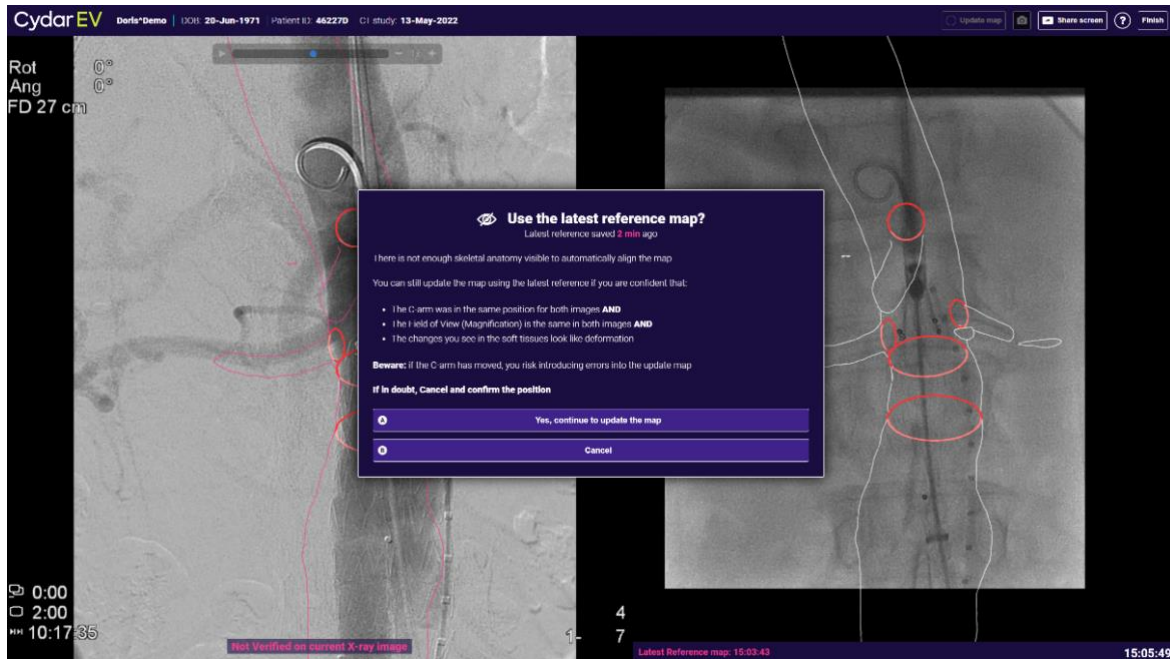 CydarEV Doris^Demo | DOB: 20-Jun-1971 | Patient ID: 46227D CT study: 13-May-2022 Update map Share screen ? Finish
Rot 0°
Ang 0°
FD 27 cm
Use the latest reference map?
Latest reference saved 2 min ago
There is not enough skeletal anatomy visible to automatically align the map
You can still update the map using the latest reference if you are confident that:
• The C-arm was in the same position for both images AND
• The Field of View (Magnification) is the same in both images AND
• The changes you see in the soft tissues look like deformation
Beware: if the C-arm has moved, you risk introducing errors into the update map
If in doubt, Cancel and confirm the position
A Yes, continue to update the map
B Cancel
0:00
2:00
10:17:35
Not Verified on current X-ray image
4
1- 7
Latest Reference map: 15:03:43
15:05:49